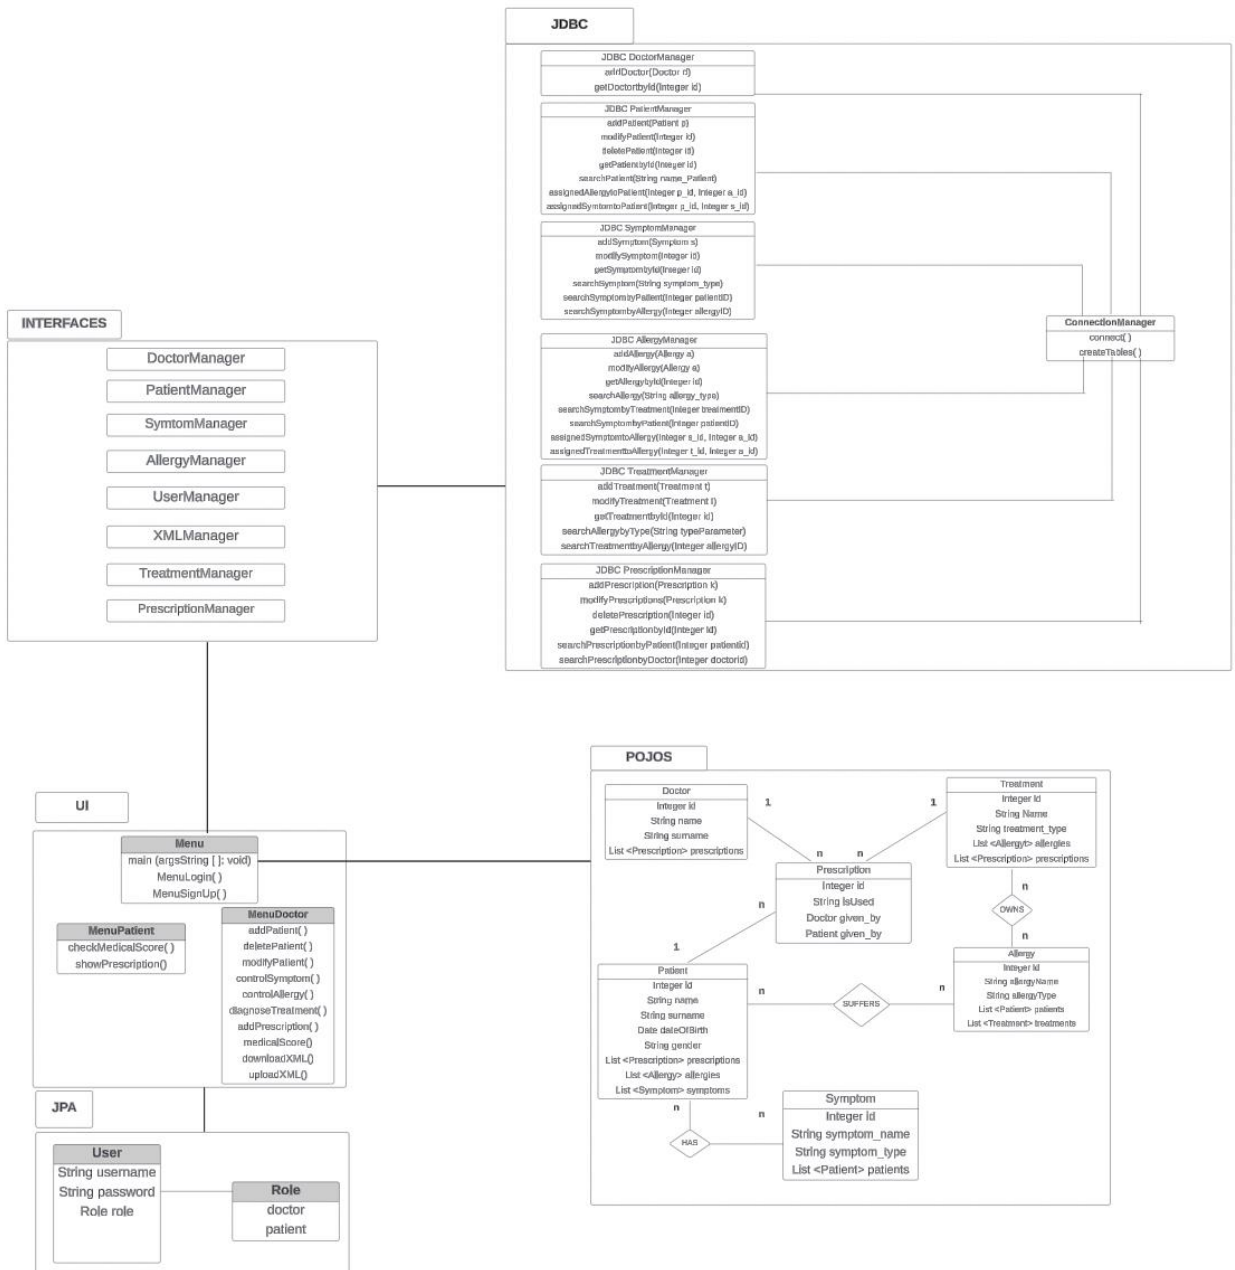 JDBC
JDBC DoctorManager
addDoctor(Doctor d)
getDoctorbyId(Integer id)
JDBC PatientManager
addPatient(Patient p)
modifyPatient(Integer id)
deletePatient(Integer id)
getPatientbyId(Integer id)
searchPatient(String name_Patient)
assignedAllergytoPatient(Integer p_id, Integer a_id)
assignedSymtomtoPatient(Integer p_id, Integer s_id)
JDBC SymptomManager
addSymptom(Symptom s)
modifySymptom(Integer id)
getSymptombyId(Integer id)
searchSymptom(String symptom_type)
searchSymptombyPatient(Integer patientID)
searchSymptombyAllergy(Integer allergyID)
JDBC AllergyManager
addAllergy(Allergy a)
modifyAllergy(Allergy a)
getAllergybyId(Integer id)
searchAllergy(String allergy_type)
searchSymptombyTreatment(Integer treatmentID)
searchSymptombyPatient(Integer patientID)
assignedSymptomtoAllergy(Integer s_id, Integer a_id)
assignedTreatmenttoAllergy(Integer t_id, Integer a_id)
JDBC TreatmentManager
addTreatment(Treatment t)
modifyTreatment(Treatment t)
getTreatmentbyId(Integer id)
searchAllergybyType(String typeParameter)
searchTreatmentbyAllergy(Integer allergyID)
JDBC PrescriptionManager
addPrescription(Prescription k)
modifyPrescriptions(Prescription k)
deletePrescription(Integer id)
getPrescriptionbyId(Integer id)
searchPrescriptionbyPatient(Integer patientid)
searchPrescriptionbyDoctor(Integer doctorid)
ConnectionManager
connect( )
createTables( )
INTERFACES
DoctorManager
PatientManager
SymtomManager
AllergyManager
UserManager
XMLManager
TreatmentManager
PrescriptionManager
UI
Menu
main (argsString [ ]: void)
MenuLogin( )
MenuSignUp( )
MenuPatient
checkMedicalScore( )
showPrescription()
MenuDoctor
addPatient( )
deletePatient( )
modifyPatient( )
controlSymptom( )
controlAllergy( )
diagnoseTreatment( )
addPrescription( )
medicalScore()
downloadXML()
uploadXML()
JPA
User
String username
String password
Role role
Role
doctor
patient
POJOS
Doctor
Integer id
String name
String surname
List <Prescription> prescriptions
1
n
Treatment
Integer id
String Name
String treatment_type
List <Allergyt> allergies
List <Prescription> prescriptions
1
n
Prescription
Integer id
String isUsed
Doctor given_by
Patient given_by
n
1
n
OWNS
n
Allergy
Integer id
String allergyName
String allergyType
List <Patient> patients
List <Treatment> treatments
Patient
Integer id
String name
String surname
Date dateOfBirth
String gender
List <Prescription> prescriptions
List <Allergy> allergies
List <Symptom> symptoms
n
SUFFERS
n
n
HAS
n
Symptom
Integer id
String symptom_name
String symptom_type
List <Patient> patients